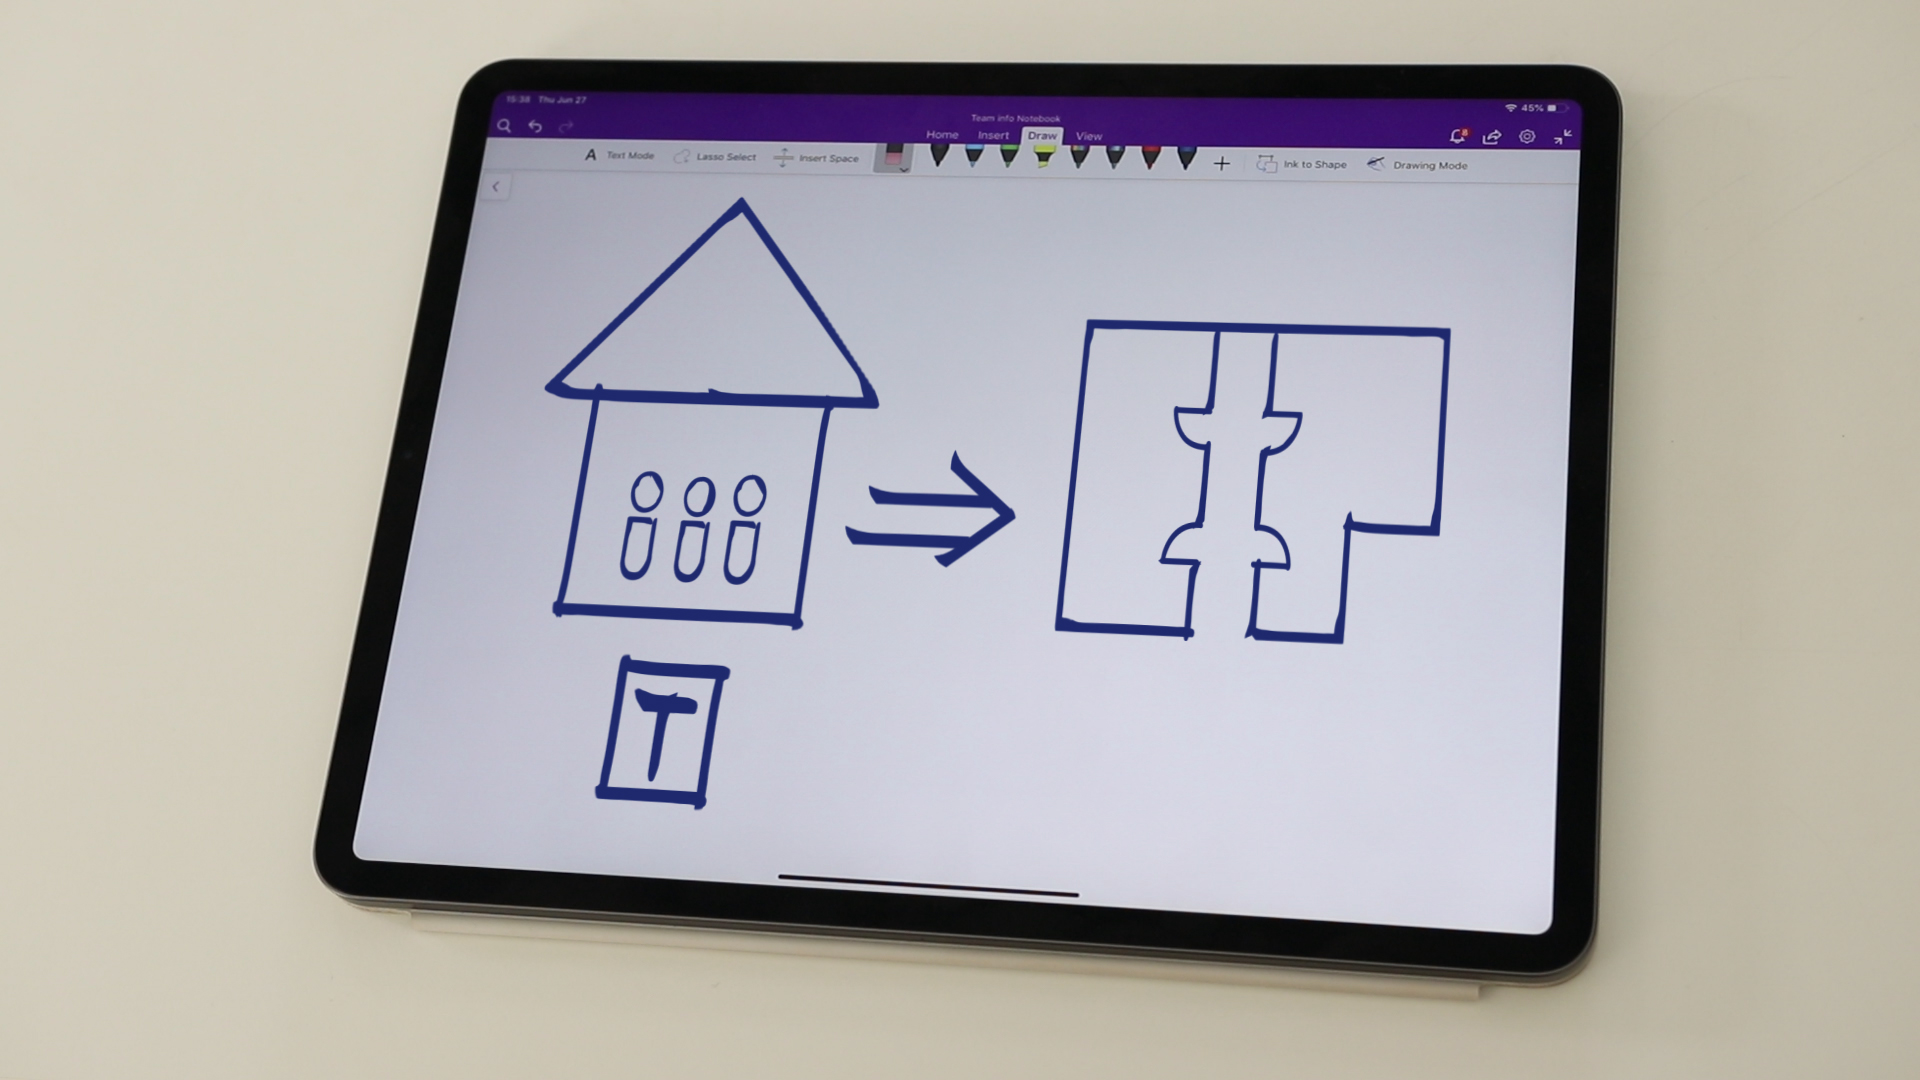 15:38 Thu Jun 27
45%
Team info Notebook
Home Insert Draw View
8
A Text Mode Lasso Select Insert Space + Ink to Shape Drawing Mode
T